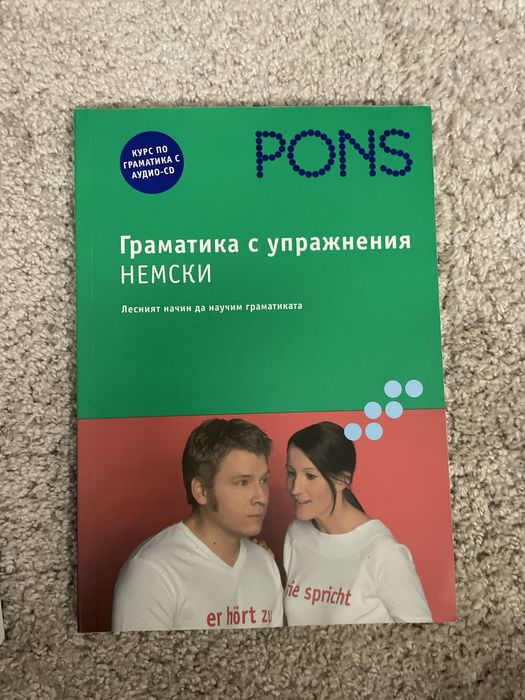 КУРС ПО
ГРАМАТИКА С
АУДИО-CD
PONS
Граматика с упражнения
НЕМСКИ
Лесният начин да научим граматиката
er hört zu
sie spricht